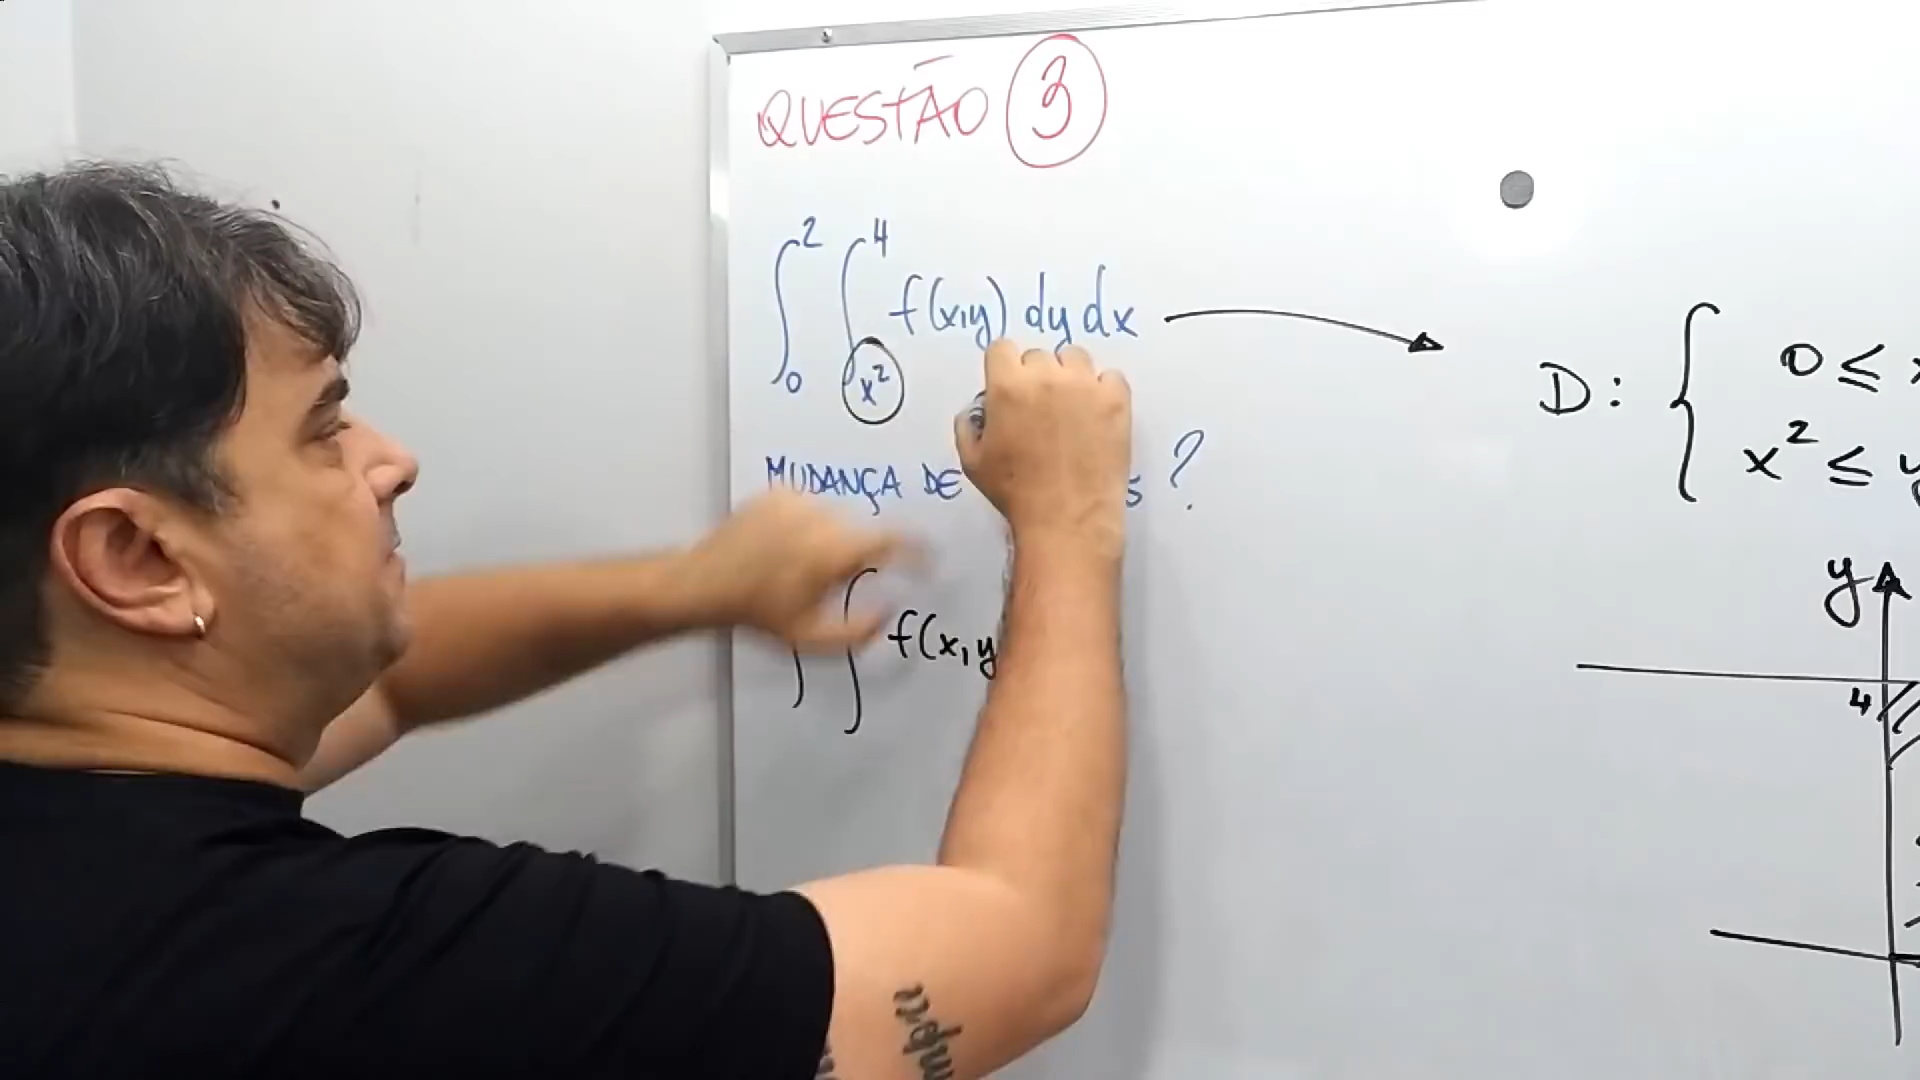 QUESTÃO 3
∫₀² ∫ₓ²⁴ f(x,y) dy dx
MUDANÇA DE ?
∫ ∫ f(x,y
D: { 0 ≤
x² ≤ y
y
4